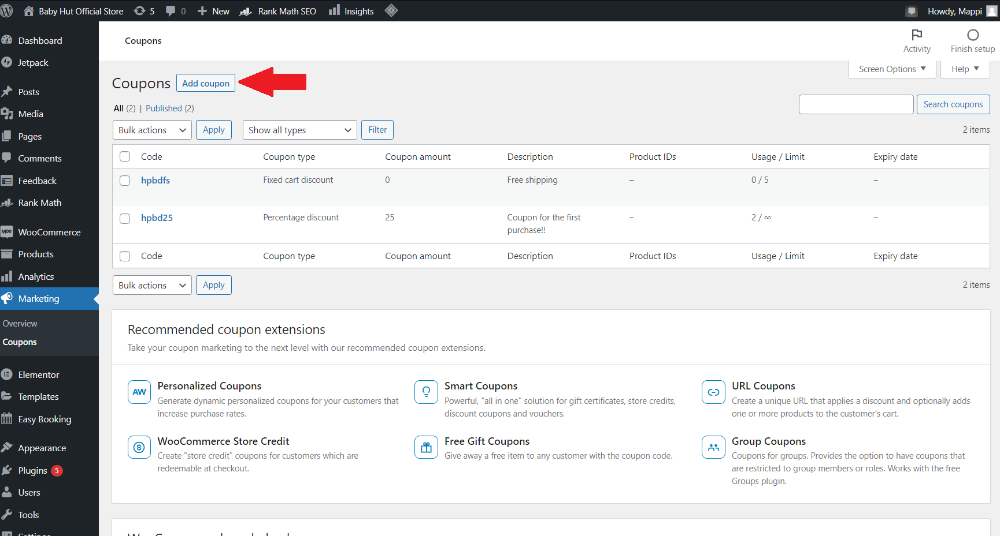 Baby Hut Official Store 5 0 New Rank Math SEO Insights Howdy, Mappi
Dashboard
Jetpack
Posts
Media
Pages
Comments
Feedback
Rank Math
WooCommerce
Products
Analytics
Marketing
Overview
Coupons
Elementor
Templates
Easy Booking
Appearance
Plugins 5
Users
Tools
Coupons
Activity
Finish setup
Screen Options
Help
Coupons Add coupon
All (2) | Published (2)
Search coupons
Bulk actions Apply Show all types Filter 2 items
Code Coupon type Coupon amount Description Product IDs Usage / Limit Expiry date
hpbdfs Fixed cart discount 0 Free shipping – 0 / 5 –
hpbd25 Percentage discount 25 Coupon for the first – 2 / ∞ –
purchase!!
Code Coupon type Coupon amount Description Product IDs Usage / Limit Expiry date
Bulk actions Apply 2 items
Recommended coupon extensions
Take your coupon marketing to the next level with our recommended coupon extensions.
AW
Personalized Coupons
Generate dynamic personalized coupons for your customers that
increase purchase rates.
Smart Coupons
Powerful, "all in one" solution for gift certificates, store credits,
discount coupons and vouchers.
URL Coupons
Create a unique URL that applies a discount and optionally adds
one or more products to the customer's cart.
WooCommerce Store Credit
Create "store credit" coupons for customers which are
redeemable at checkout.
Free Gift Coupons
Give away a free item to any customer with the coupon code.
Group Coupons
Coupons for groups. Provides the option to have coupons that
are restricted to group members or roles. Works with the free
Groups plugin.